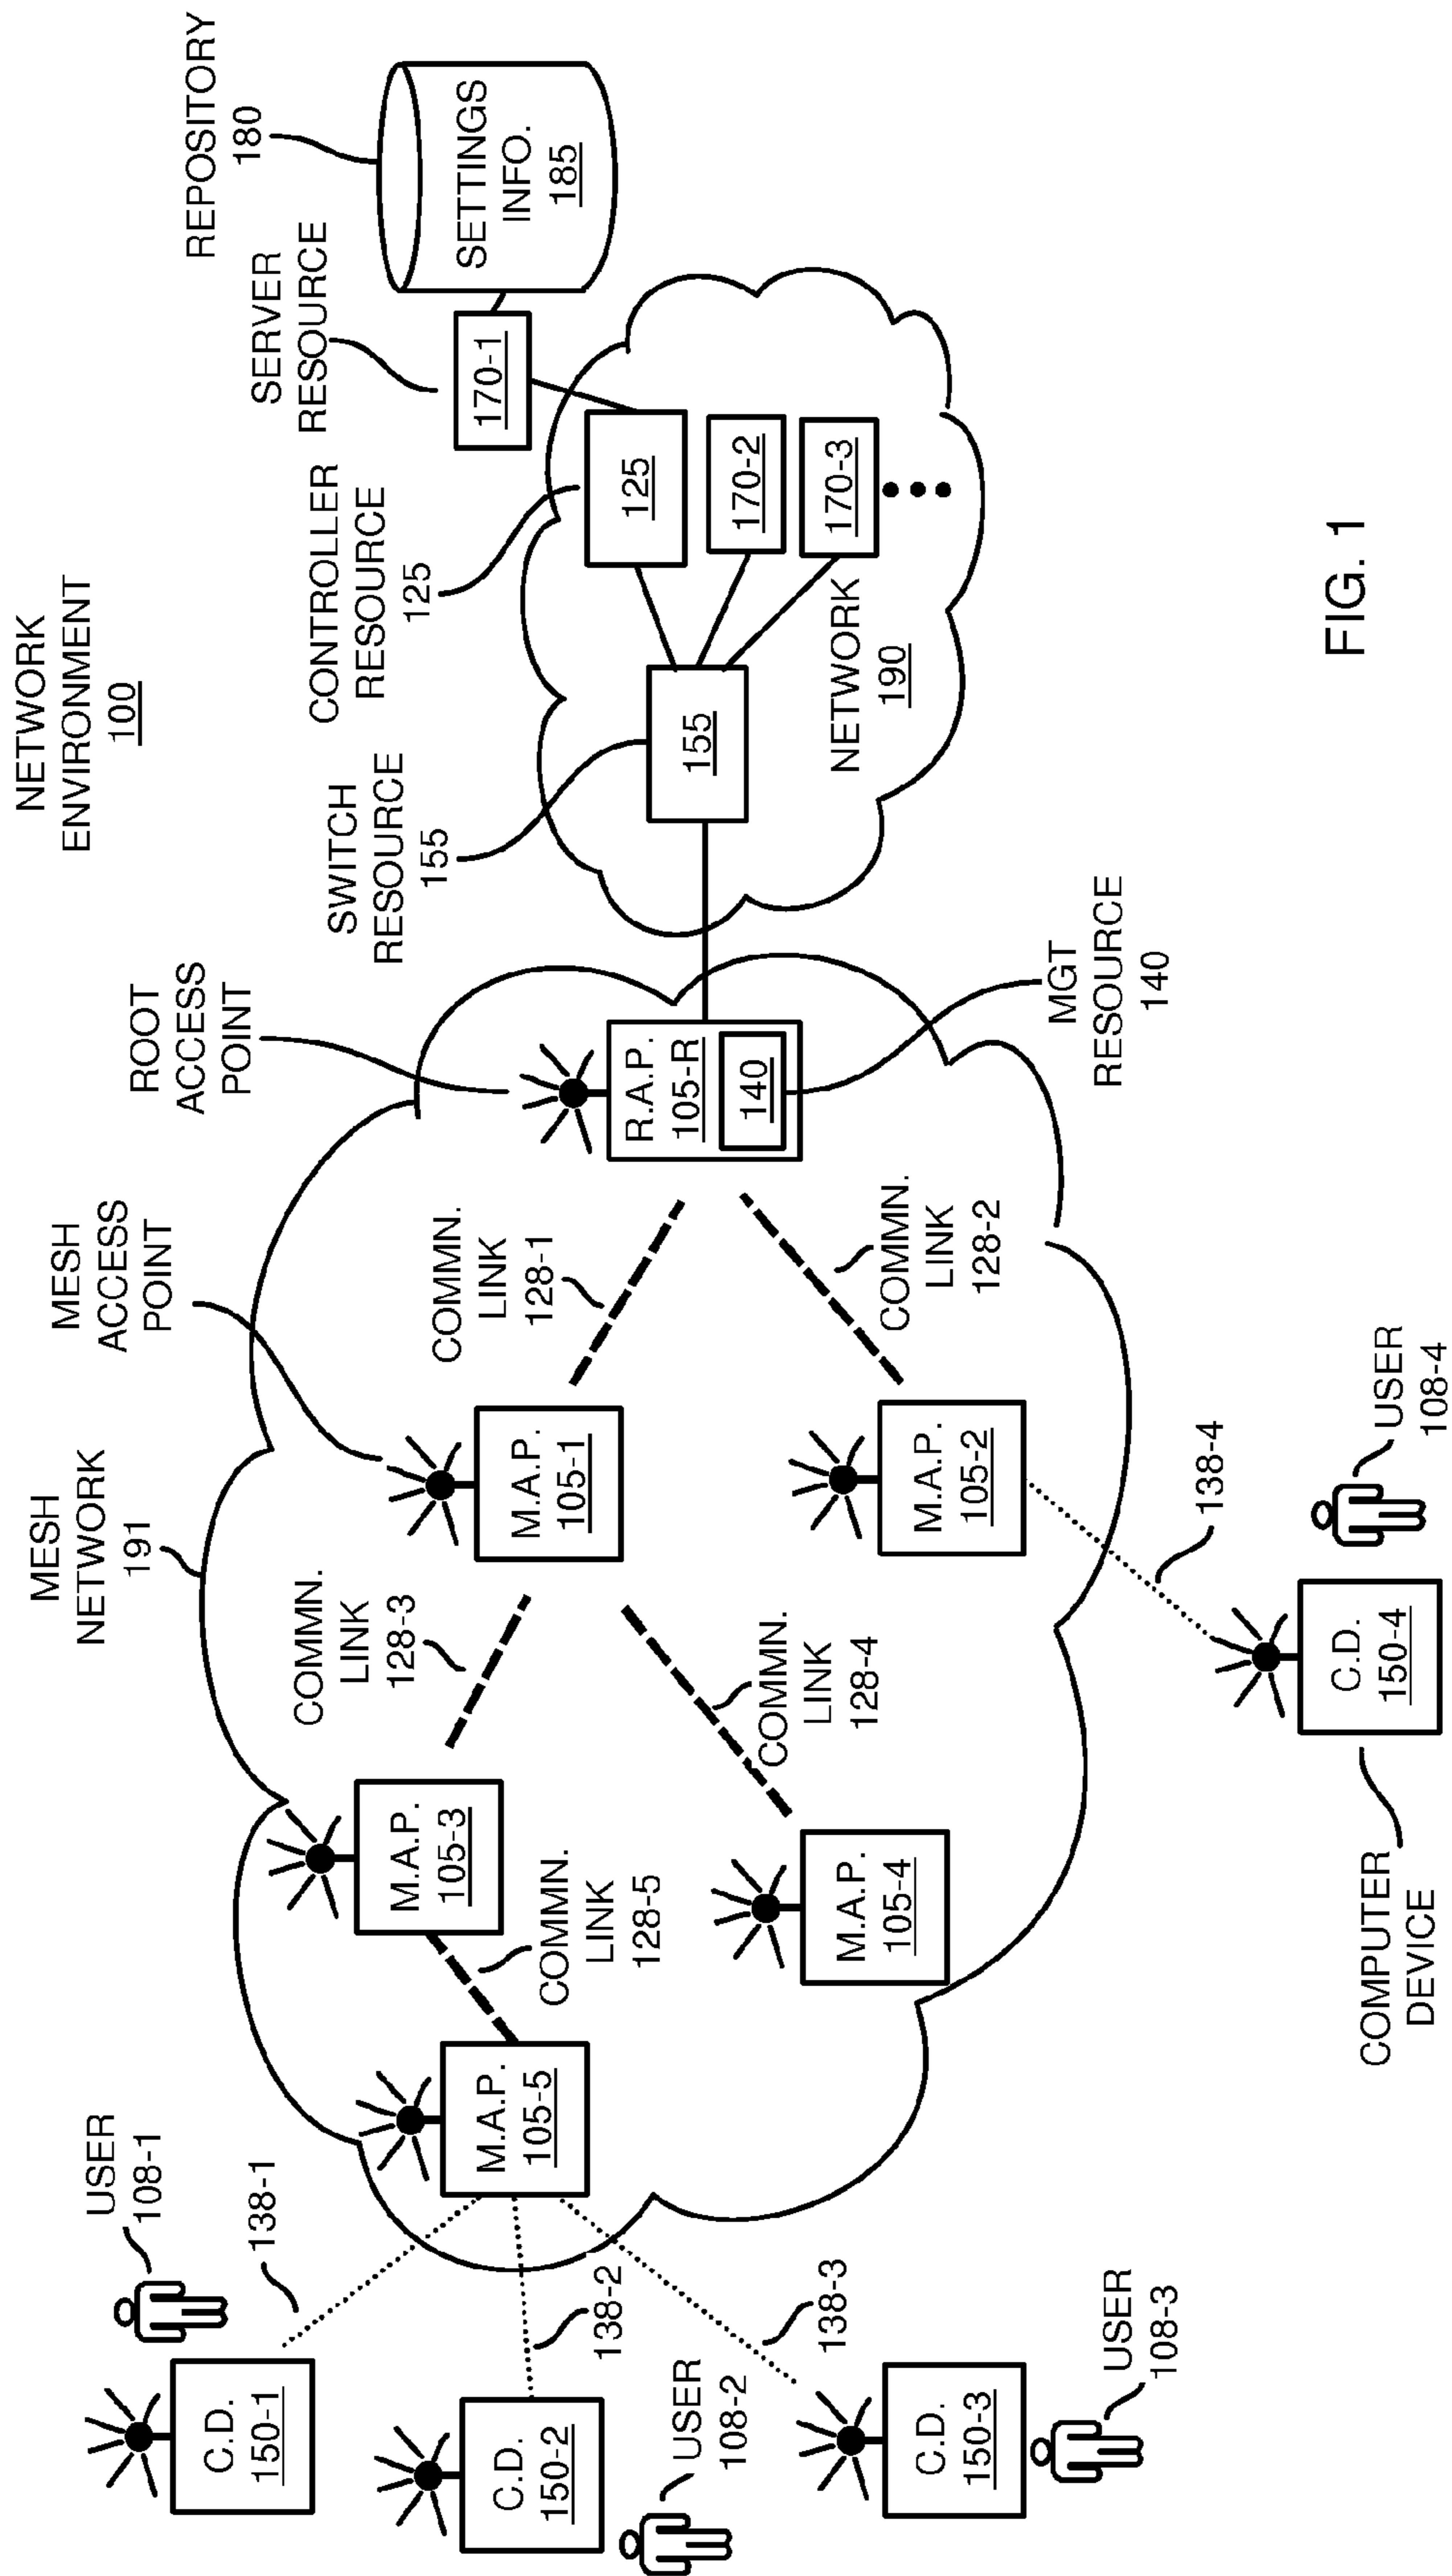 NETWORK
ENVIRONMENT
100
MESH
NETWORK
191
MESH
ACCESS
POINT
ROOT
ACCESS
POINT
SWITCH
RESOURCE
155
CONTROLLER
RESOURCE
125
SERVER
RESOURCE
REPOSITORY
180
SETTINGS
INFO.
185
170-1
125
170-2
170-3
155
NETWORK
190
R.A.P.
105-R
140
MGT
RESOURCE
140
COMMN.
LINK
128-1
COMMN.
LINK
128-2
M.A.P.
105-1
M.A.P.
105-2
COMMN.
LINK
128-3
COMMN.
LINK
128-4
M.A.P.
105-3
M.A.P.
105-4
COMMN.
LINK
128-5
M.A.P.
105-5
USER
108-1
138-1
C.D.
150-1
138-2
C.D.
150-2
USER
108-2
138-3
C.D.
150-3
USER
108-3
138-4
C.D.
150-4
USER
108-4
COMPUTER
DEVICE
FIG. 1